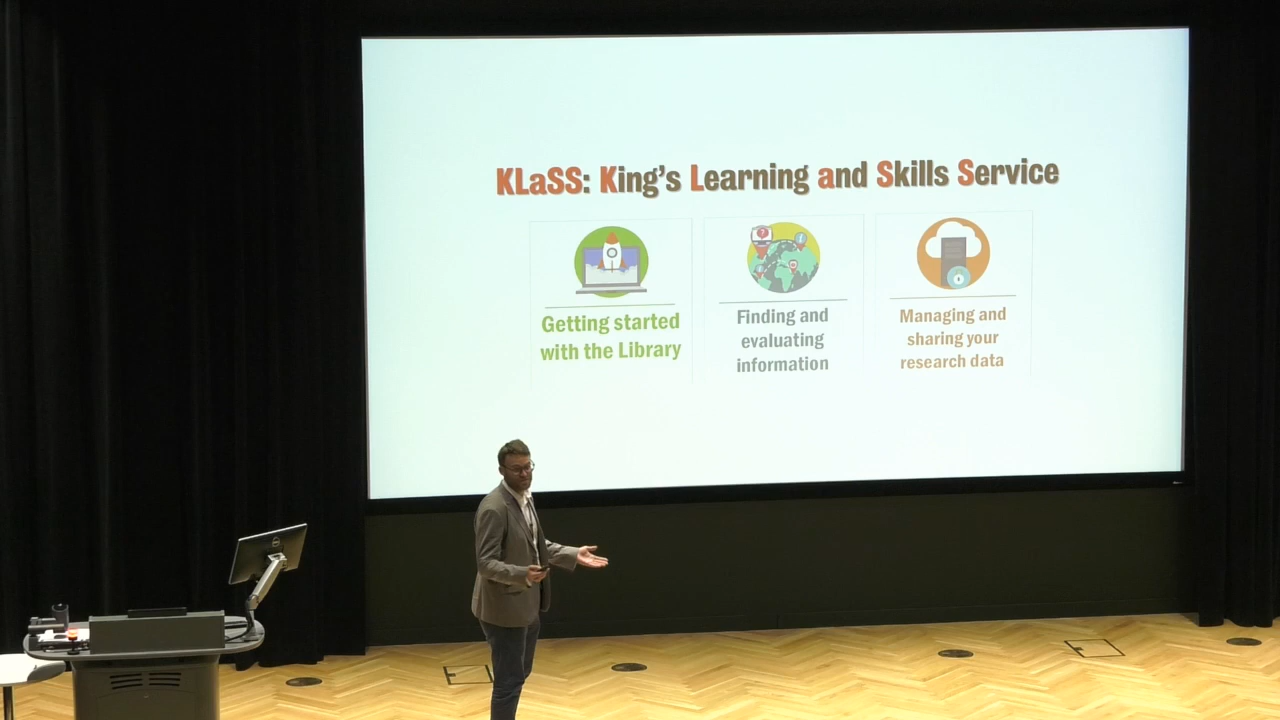 KLaSS: King's Learning and Skills Service
Getting started
with the Library
Finding and
evaluating
information
Managing and
sharing your
research data